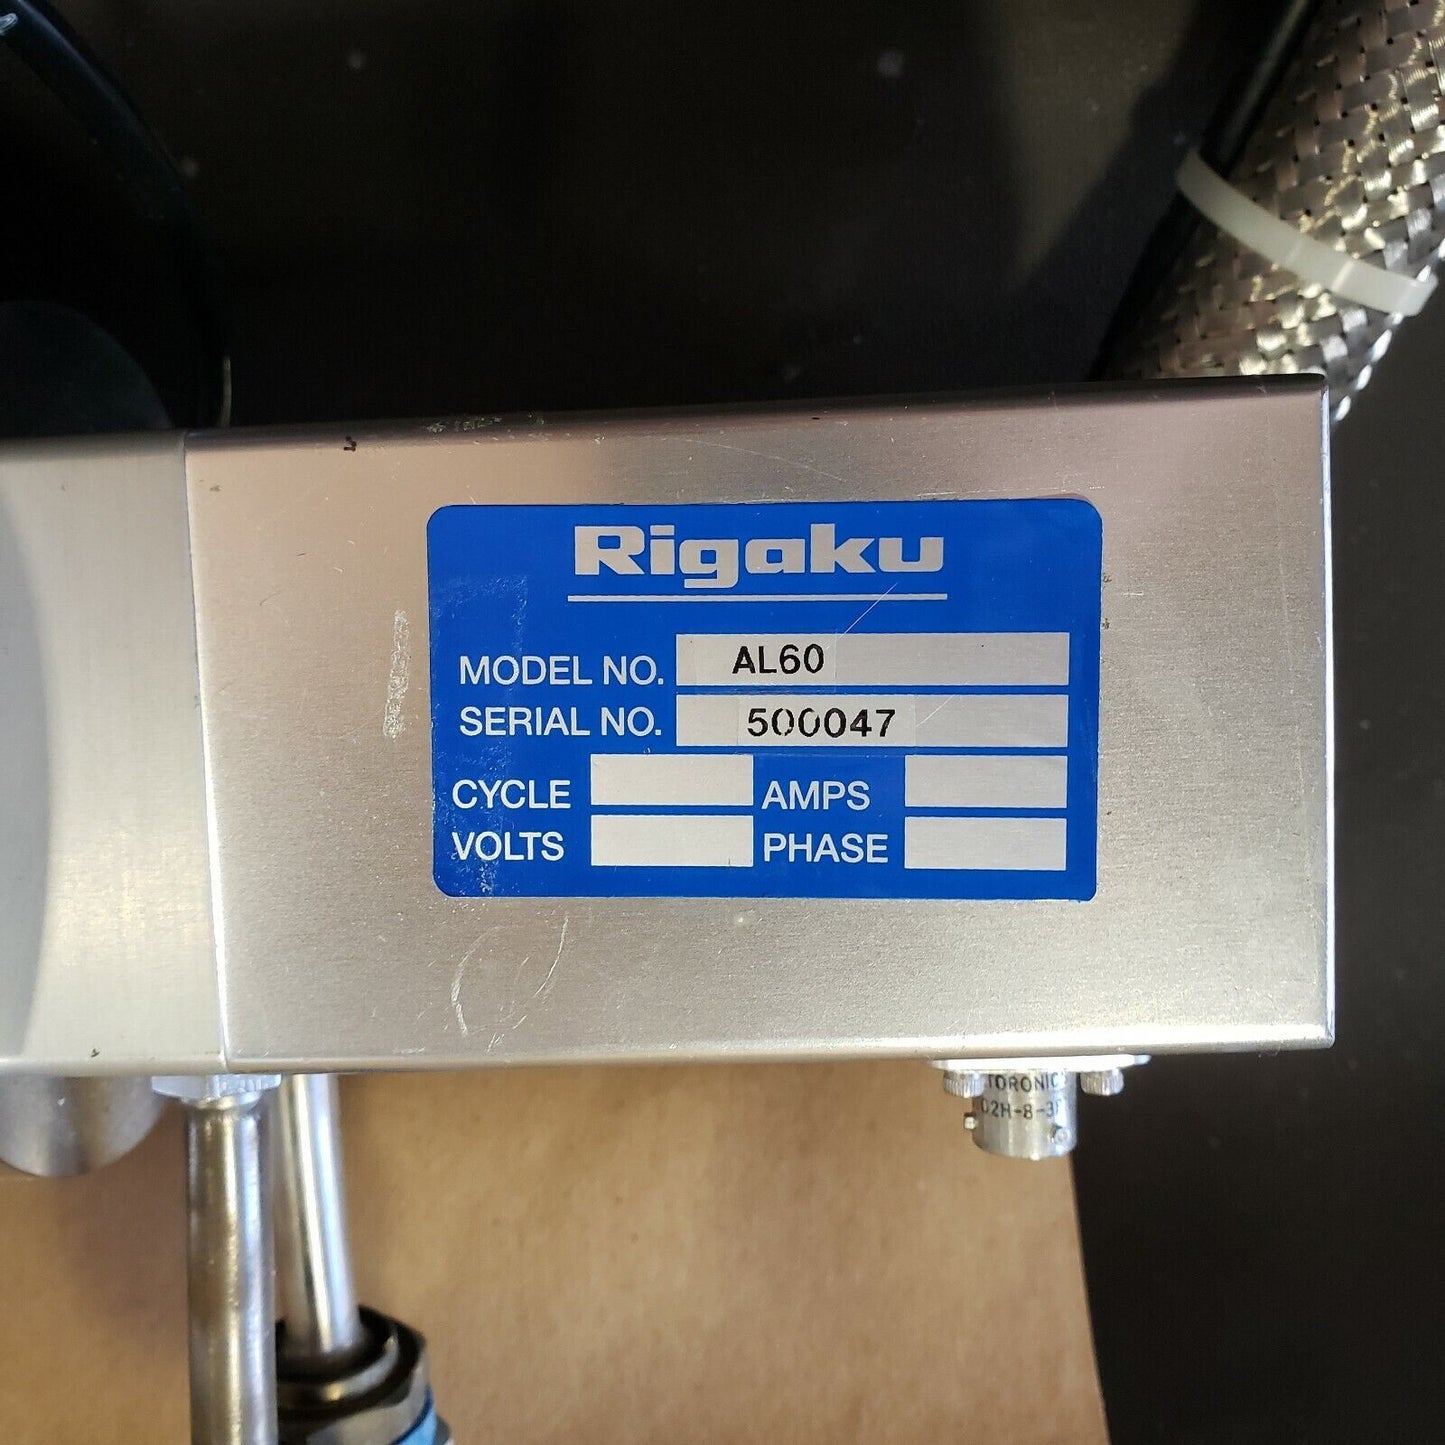 Rigaku
MODEL NO. AL60
SERIAL NO. 500047
CYCLE AMPS
VOLTS PHASE